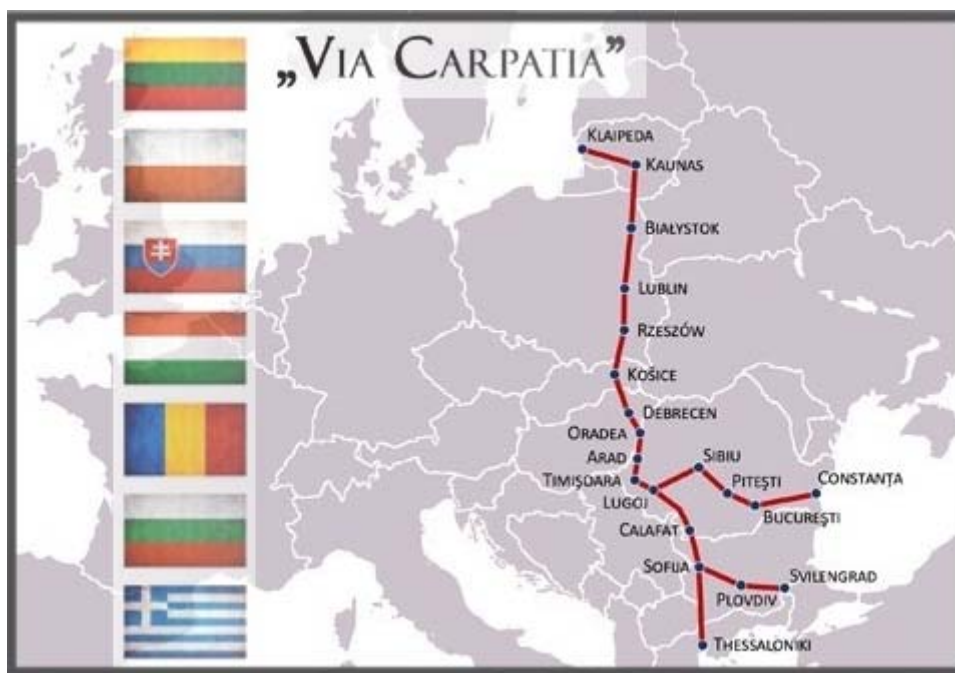 „VIA CARPATIA”
KLAIPEDA
KAUNAS
BIAŁYSTOK
LUBLIN
RZESZÓW
KOŠICE
DEBRECEN
ORADEA
ARAD
SIBIU
TIMIȘOARA
PITEȘTI
CONSTANȚA
LUGOJ
BUCUREȘTI
CALAFAT
SOFIJA
SVILENGRAD
PLOVDIV
THESSALONIKI